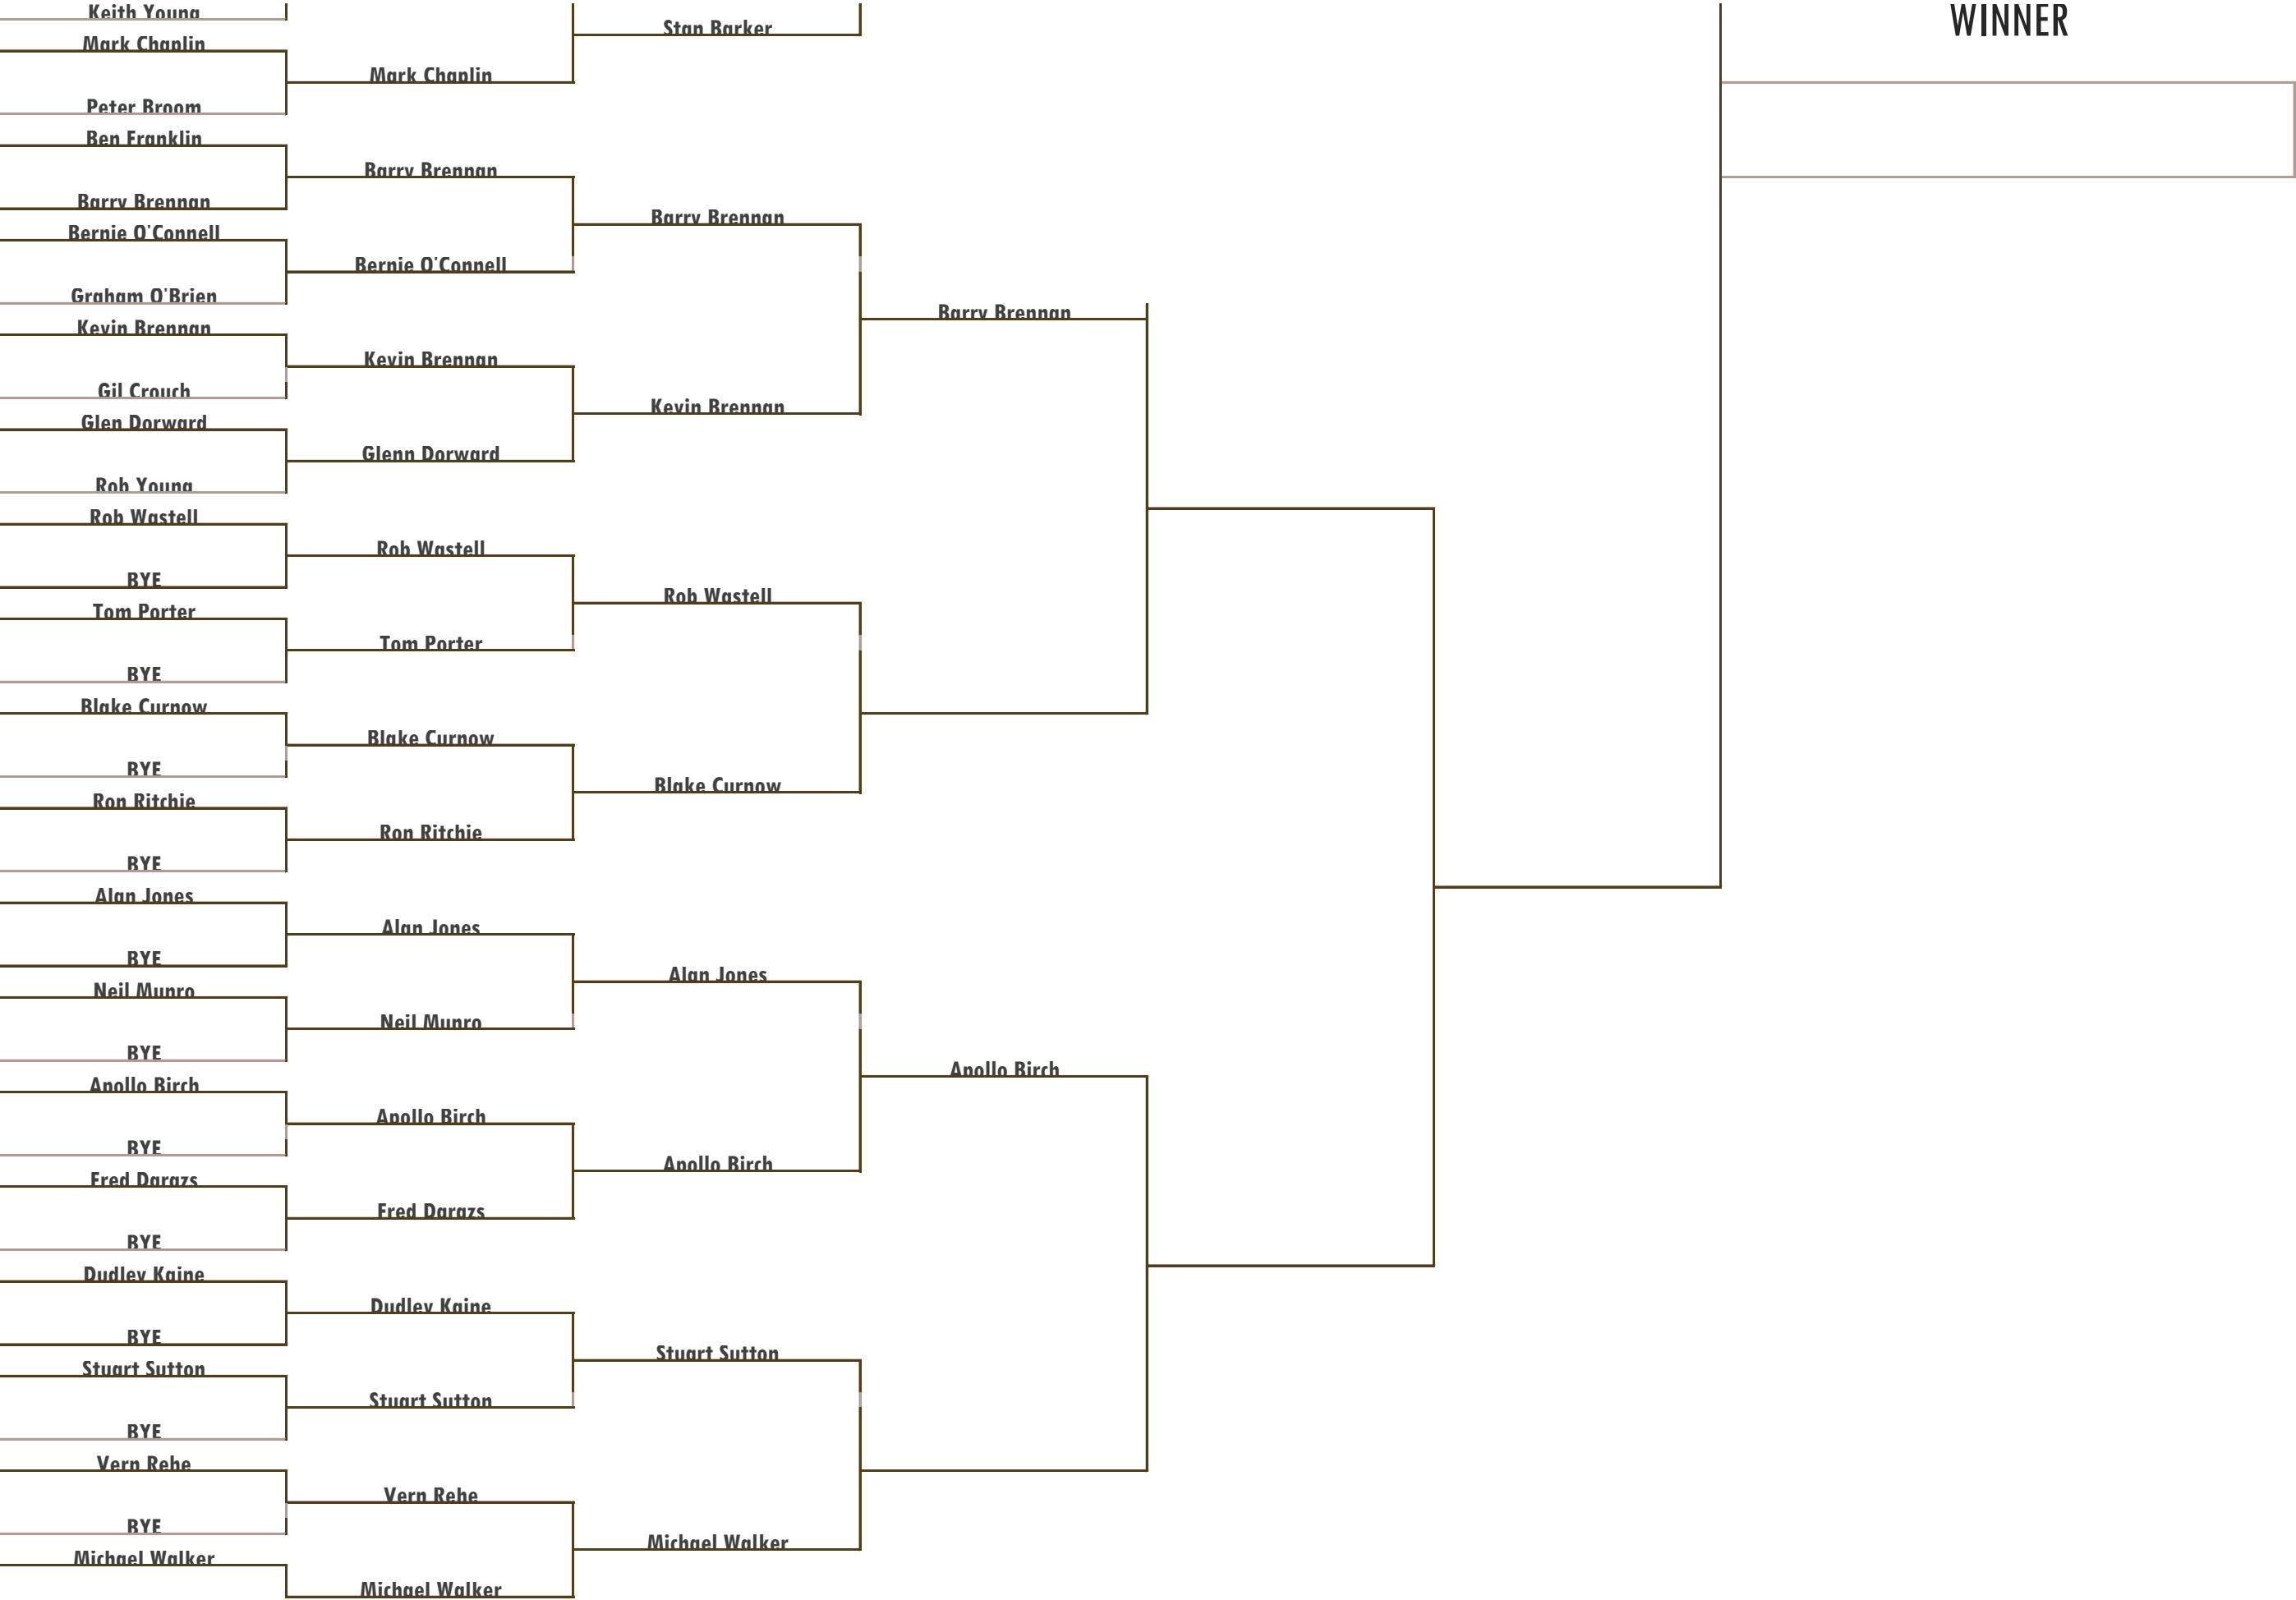 Keith Young
Stan Barker
WINNER
Mark Chaplin
Mark Chaplin
Peter Broom
Ben Franklin
Barry Brennan
Barry Brennan
Barry Brennan
Bernie O'Connell
Bernie O'Connell
Graham O'Brien
Barry Brennan
Kevin Brennan
Kevin Brennan
Gil Crouch
Kevin Brennan
Glen Dorward
Glenn Dorward
Rob Young
Rob Wastell
Rob Wastell
BYE
Rob Wastell
Tom Porter
Tom Porter
BYE
Blake Curnow
Blake Curnow
BYE
Blake Curnow
Ron Ritchie
Ron Ritchie
BYE
Alan Jones
Alan Jones
BYE
Alan Jones
Neil Munro
Neil Munro
BYE
Apollo Birch
Apollo Birch
Apollo Birch
BYE
Apollo Birch
Fred Darazs
Fred Darazs
BYE
Dudley Kaine
Dudley Kaine
BYE
Stuart Sutton
Stuart Sutton
Stuart Sutton
BYE
Vern Rehe
Vern Rehe
BYE
Michael Walker
Michael Walker
Michael Walker